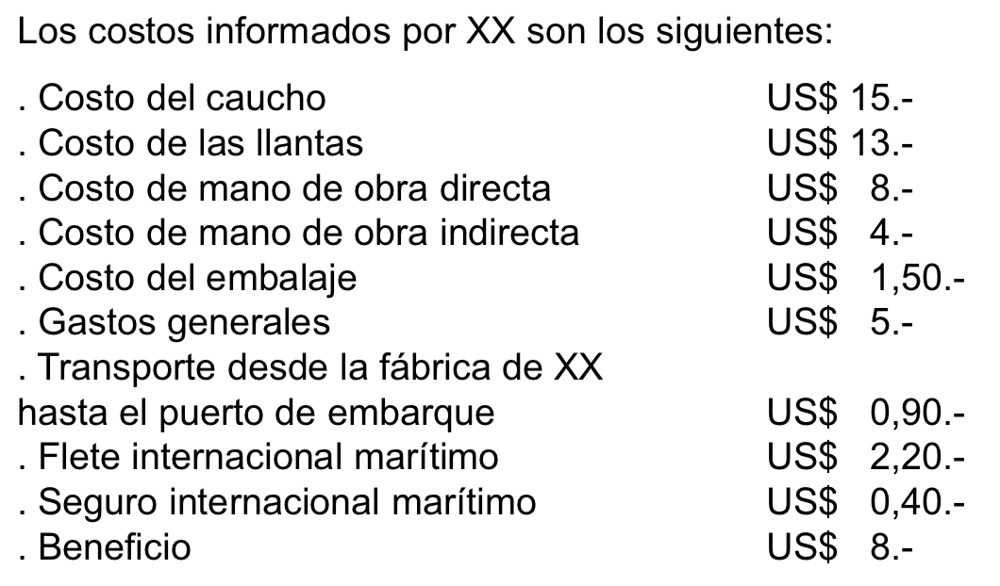 Los costos informados por XX son los siguientes:
. Costo del caucho US$ 15.-
. Costo de las llantas US$ 13.-
. Costo de mano de obra directa US$ 8.-
. Costo de mano de obra indirecta US$ 4.-
. Costo del embalaje US$ 1,50.-
. Gastos generales US$ 5.-
. Transporte desde la fábrica de XX
hasta el puerto de embarque US$ 0,90.-
. Flete internacional marítimo US$ 2,20.-
. Seguro internacional marítimo US$ 0,40.-
. Beneficio US$ 8.-